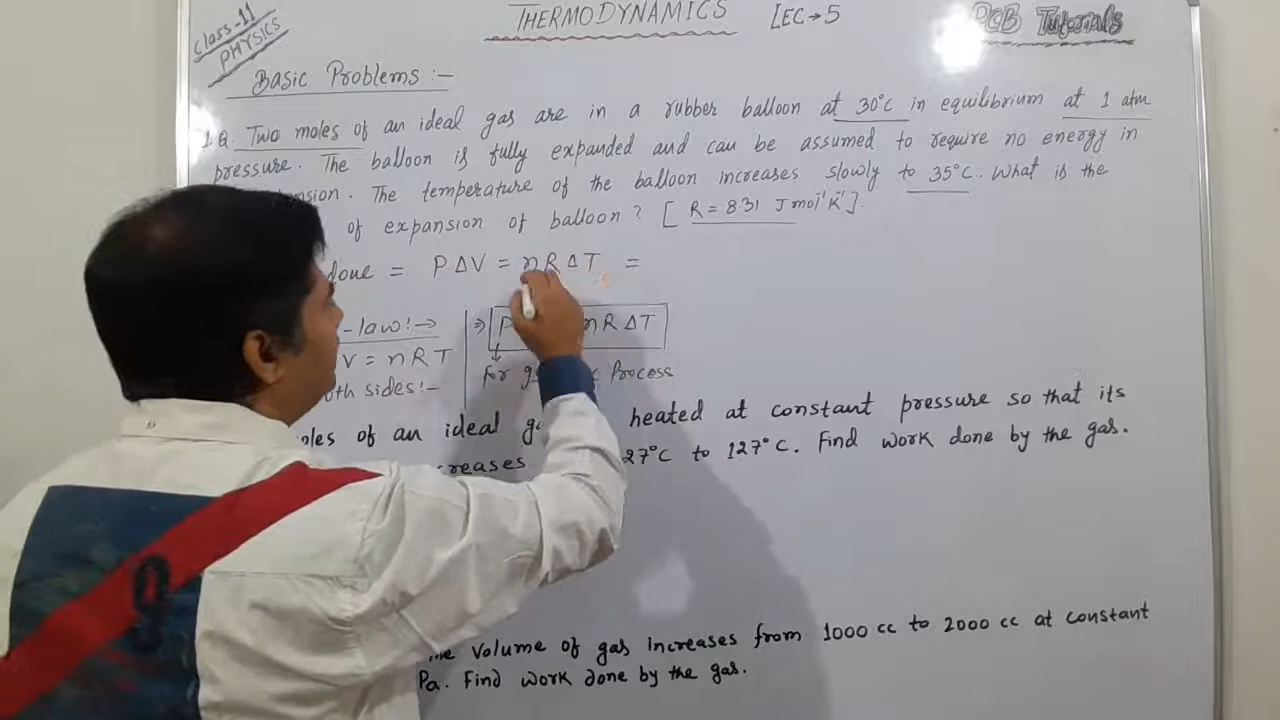 THERMODYNAMICS LEC→5
PCB Tutorials
Class-11
PHYSICS
Basic Problems :-
1.Q. Two moles of an ideal gas are in a rubber balloon at 30°C in equilibrium at 1 atm
pressure. The balloon is fully expanded and can be assumed to require no energy in
The temperature of the balloon increases slowly to 35°C. What is the
of expansion of balloon? [ R = 8.31 J mol⁻¹ K⁻¹].
done = PΔV = nRΔT =
-law!→ ⇒ P nRΔT
V = nRT for Process
both sides:-
of an ideal heated at constant pressure so that its
27°C to 127°C. Find work done by the gas.
The volume of gas increases from 1000 cc to 2000 cc at constant
Pa. Find work done by the gas.